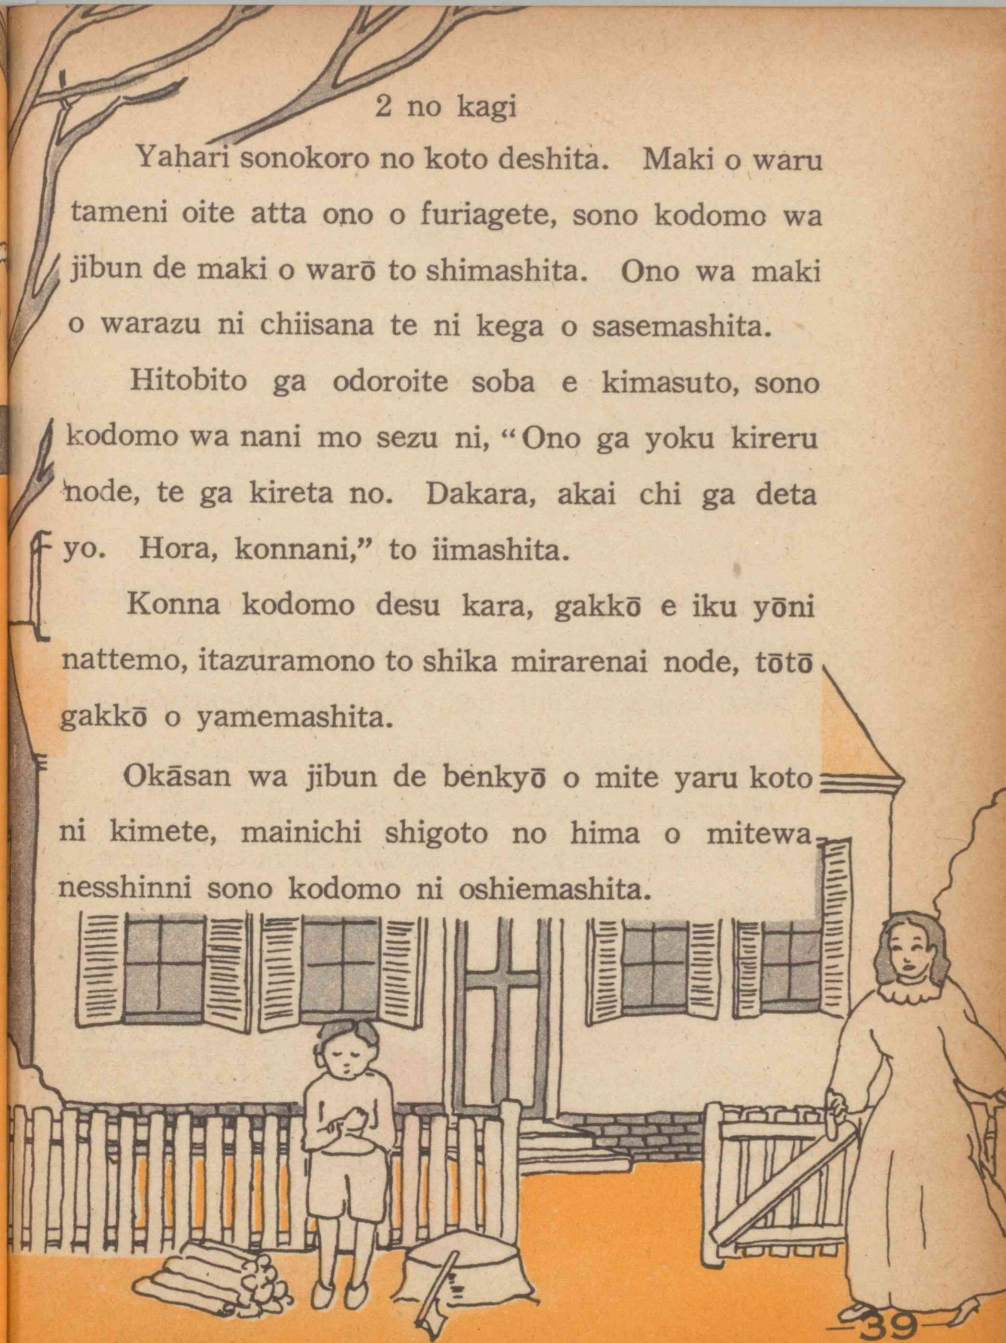 2 no kagi
Yahari sonokoro no koto deshita. Maki o waru
tameni oite atta ono o furiagete, sono kodomo wa
jibun de maki o warō to shimashita. Ono wa maki
o warazu ni chiisana te ni kega o sasemashita.
Hitobito ga odoroite soba e kimasuto, sono
kodomo wa nani mo sezu ni, “Ono ga yoku kireru
node, te ga kireta no. Dakara, akai chi ga deta
yo. Hora, konnani,” to iimashita.
Konna kodomo desu kara, gakkō e iku yōni
nattemo, itazuramono to shika mirarenai node, tōtō
gakkō o yamemashita.
Okāsan wa jibun de benkyō o mite yaru koto
ni kimete, mainichi shigoto no hima o mitewa
nesshinni sono kodomo ni oshiemashita.
39